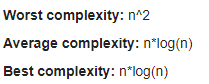 Worst complexity: n^2
Average complexity: n*log(n)
Best complexity: n*log(n)